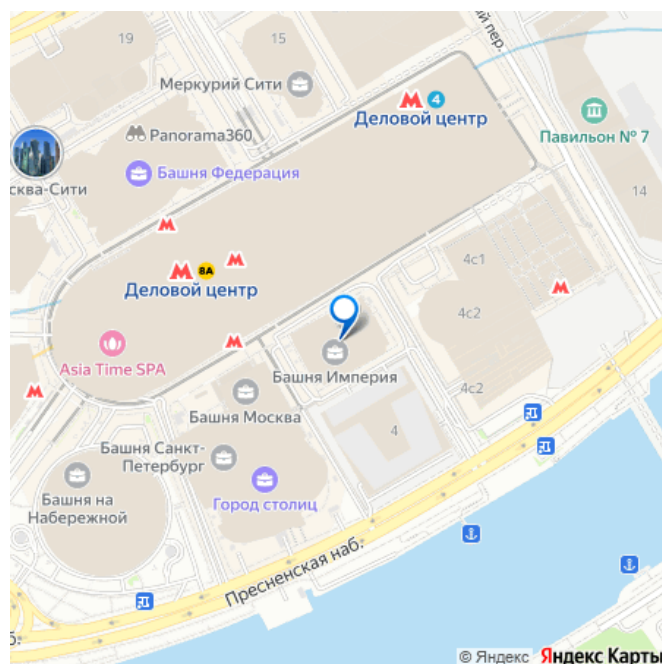 19
15
ий пер.
Меркурий Сити
4
Деловой центр
Panorama360
Павильон № 7
сква-Сити
Башня Федерация
14
8А
Деловой центр
4с1
4с2
Asia Time SPA
Башня Империя
4с2
Башня Москва
4
Башня Санкт-
Петербург
Башня на
Набережной
Город столиц
Пресненская наб.
б.
© Яндекс Яндекс Карты